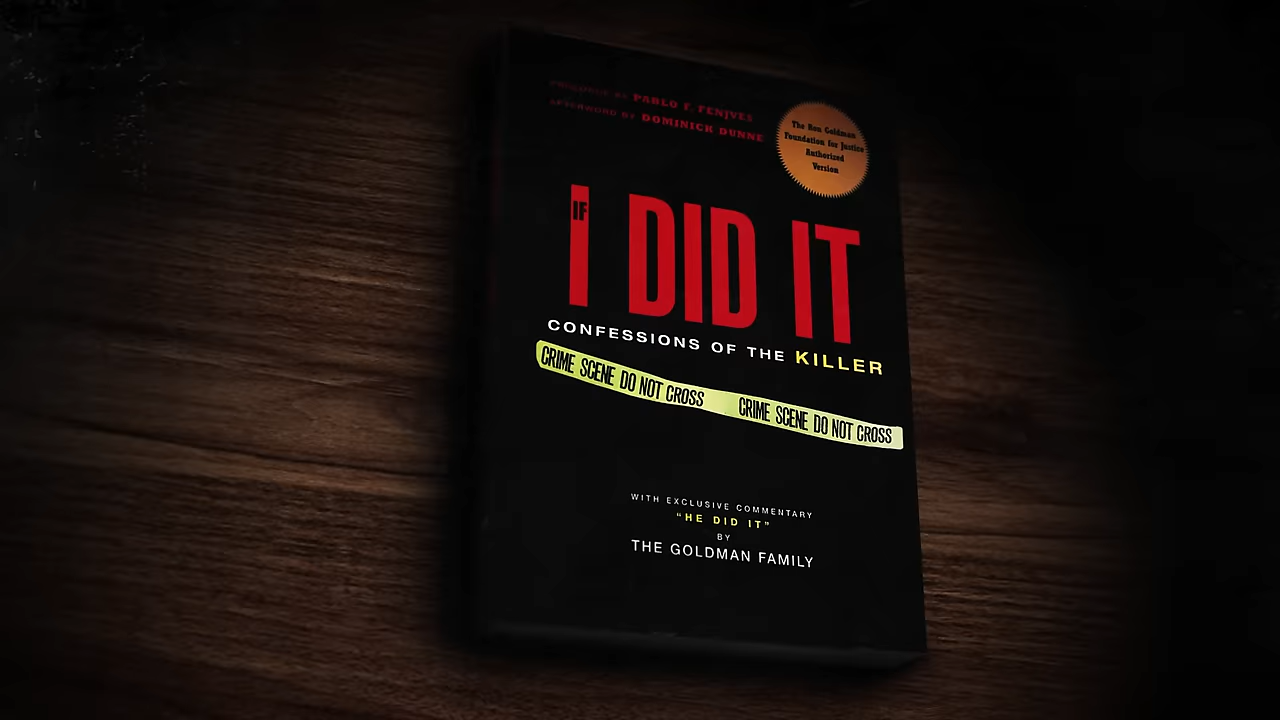 PROLOGUE BY PABLO F. FENJVES
AFTERWORD BY DOMINICK DUNNE
The Ron Goldman
Foundation for Justice
Authorized
Version
IF
I DID IT
CONFESSIONS OF THE KILLER
CRIME SCENE DO NOT CROSS CRIME SCENE DO NOT CROSS
WITH EXCLUSIVE COMMENTARY
“HE DID IT”
BY
THE GOLDMAN FAMILY